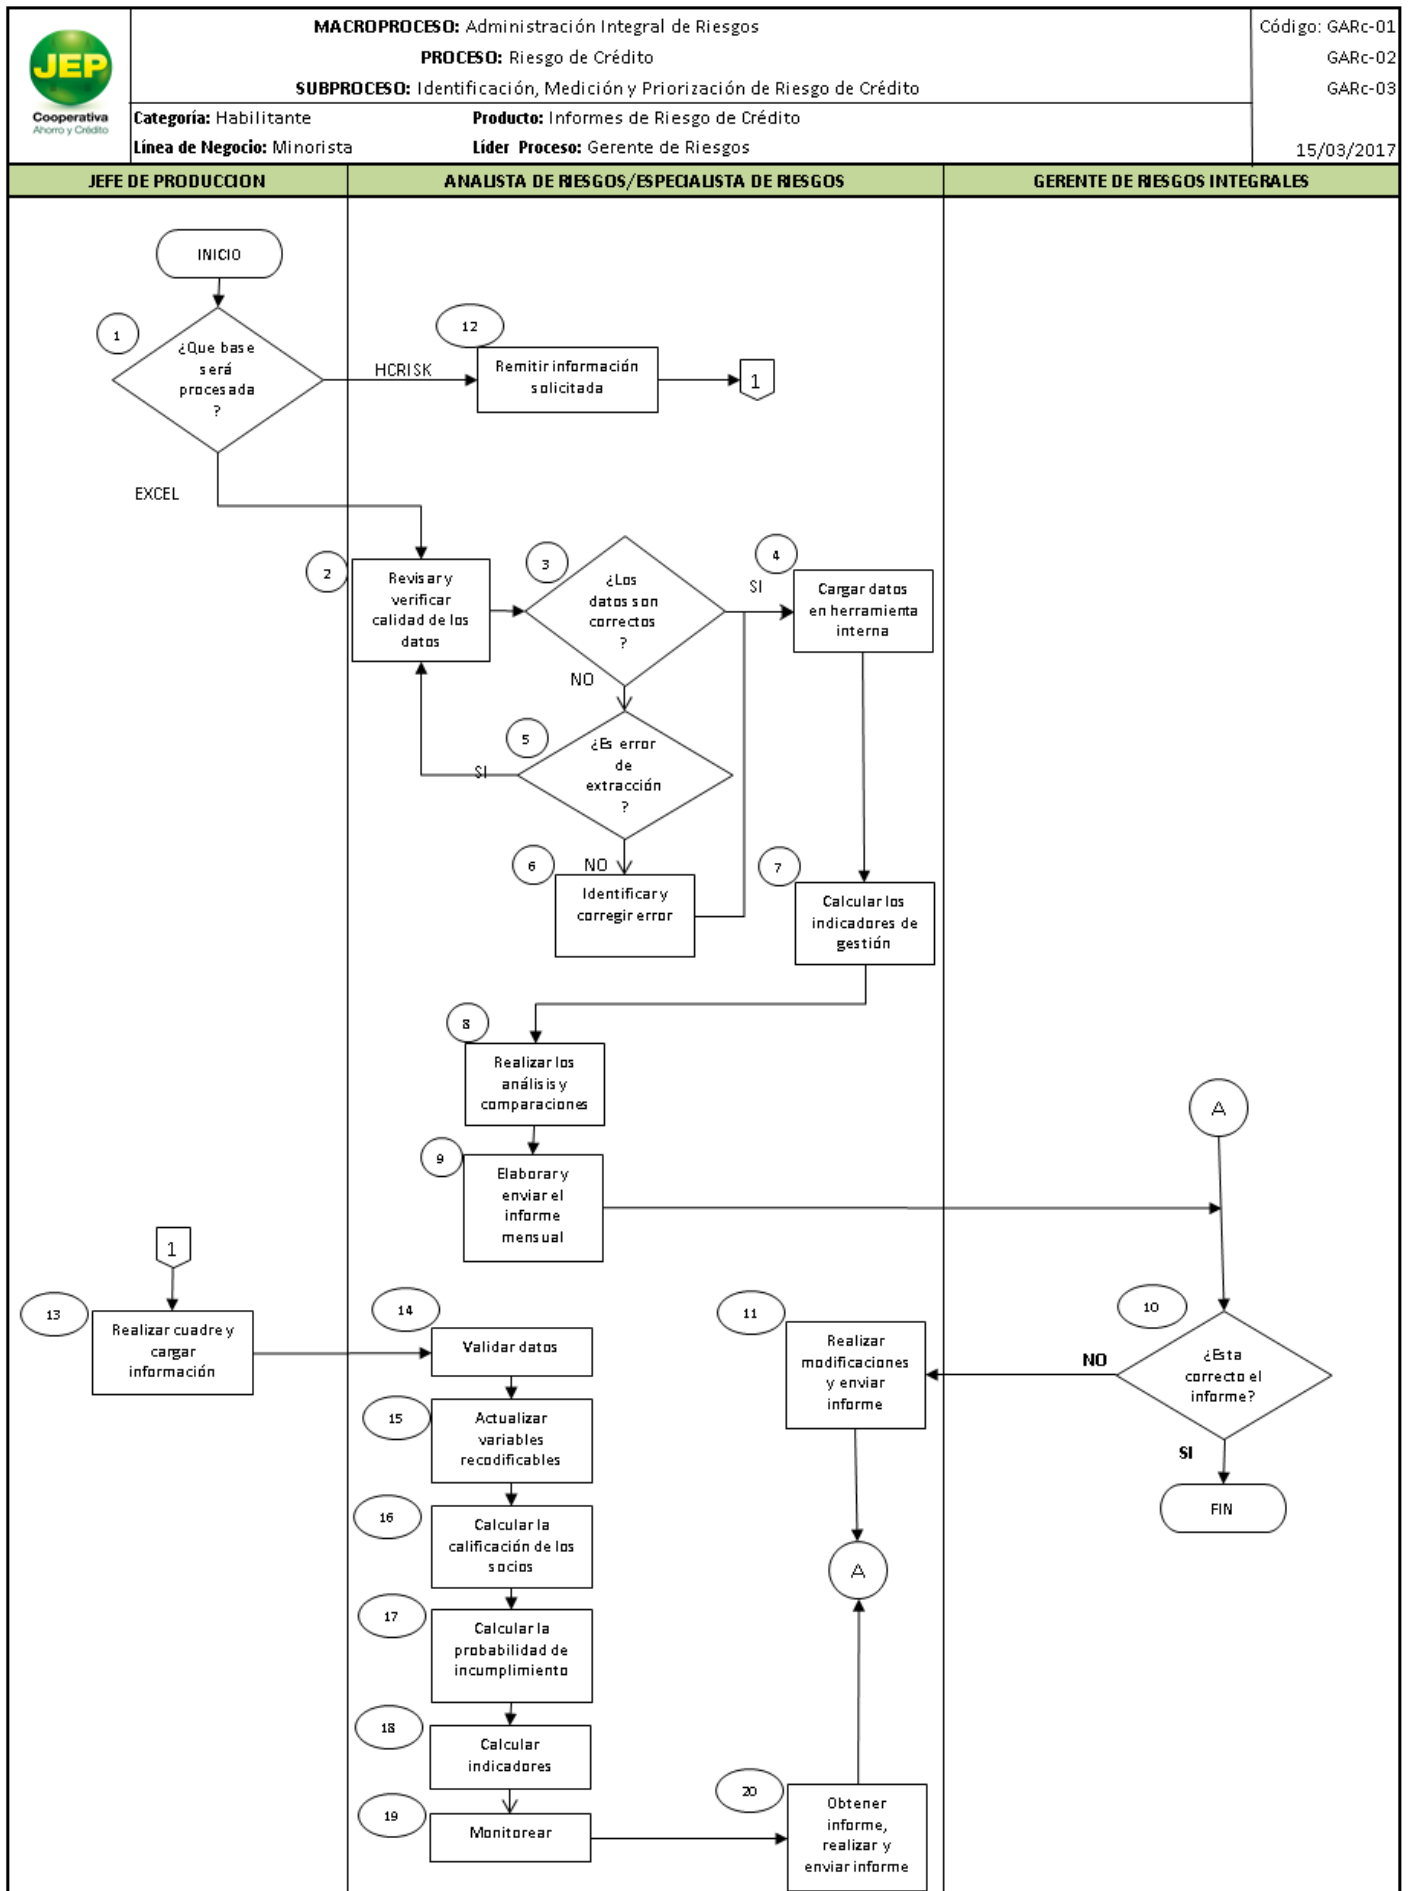 JEP
Cooperativa
Ahorro y Crédito
MACROPROCESO: Administración Integral de Riesgos
PROCESO: Riesgo de Crédito
SUBPROCESO: Identificación, Medición y Priorización de Riesgo de Crédito
Categoría: Habilitante
Producto: Informes de Riesgo de Crédito
Línea de Negocio: Minorista
Líder Proceso: Gerente de Riesgos
Código: GARc-01
GARc-02
GARc-03
15/03/2017
JEFE DE PRODUCCION
ANALISTA DE RIESGOS/ESPECIALISTA DE RIESGOS
GERENTE DE RIESGOS INTEGRALES
INICIO
1
¿Que base
será
procesada
?
HCRISK
12
Remitir información
solicitada
1
EXCEL
2
Revisar y
verificar
calidad de los
datos
3
¿Los
datos son
correctos
?
SI
4
Cargar datos
en herramienta
interna
NO
5
¿Es error
de
extracción
?
SI
NO
6
Identificar y
corregir error
7
Calcular los
indicadores de
gestión
8
Realizar los
análisis y
comparaciones
A
9
Elaborar y
enviar el
informe
mensual
1
13
Realizar cuadre y
cargar
información
14
Validar datos
11
Realizar
modificaciones
y enviar
informe
NO
10
¿Esta
correcto el
informe?
SI
FIN
15
Actualizar
variables
recodificables
16
Calcular la
calificación de los
socios
A
17
Calcular la
probabilidad de
incumplimiento
18
Calcular
indicadores
19
Monitorear
20
Obtener
informe,
realizar y
enviar informe